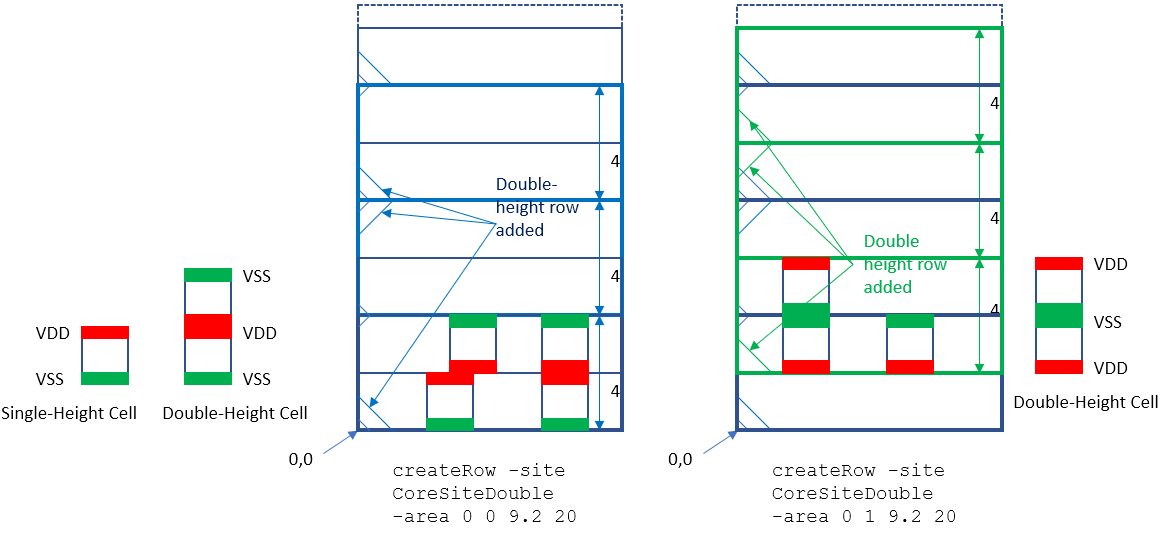 VDD
VSS
Single-Height Cell
VSS
VDD
VSS
Double-Height Cell
Double-
height row
added
4
4
4
0,0
createRow -site
CoreSiteDouble
-area 0 0 9.2 20
Double
height row
added
4
4
4
0,0
createRow -site
CoreSiteDouble
-area 0 1 9.2 20
VDD
VSS
VDD
Double-Height Cell